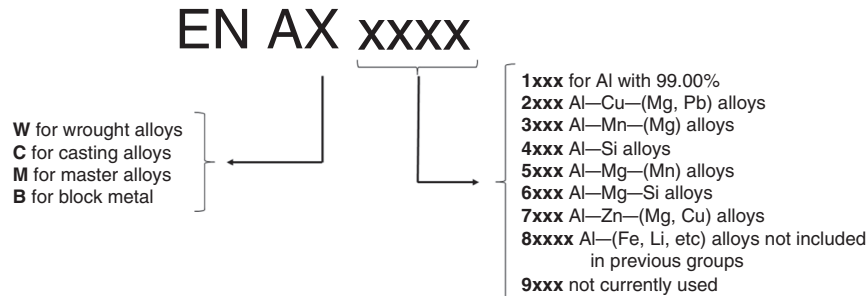 EN AX xxxx
W for wrought alloys
C for casting alloys
M for master alloys
B for block metal
1xxx for Al with 99.00%
2xxx Al—Cu—(Mg, Pb) alloys
3xxx Al—Mn—(Mg) alloys
4xxx Al—Si alloys
5xxx Al—Mg—(Mn) alloys
6xxx Al—Mg—Si alloys
7xxx Al—Zn—(Mg, Cu) alloys
8xxxx Al—(Fe, Li, etc) alloys not included
in previous groups
9xxx not currently used